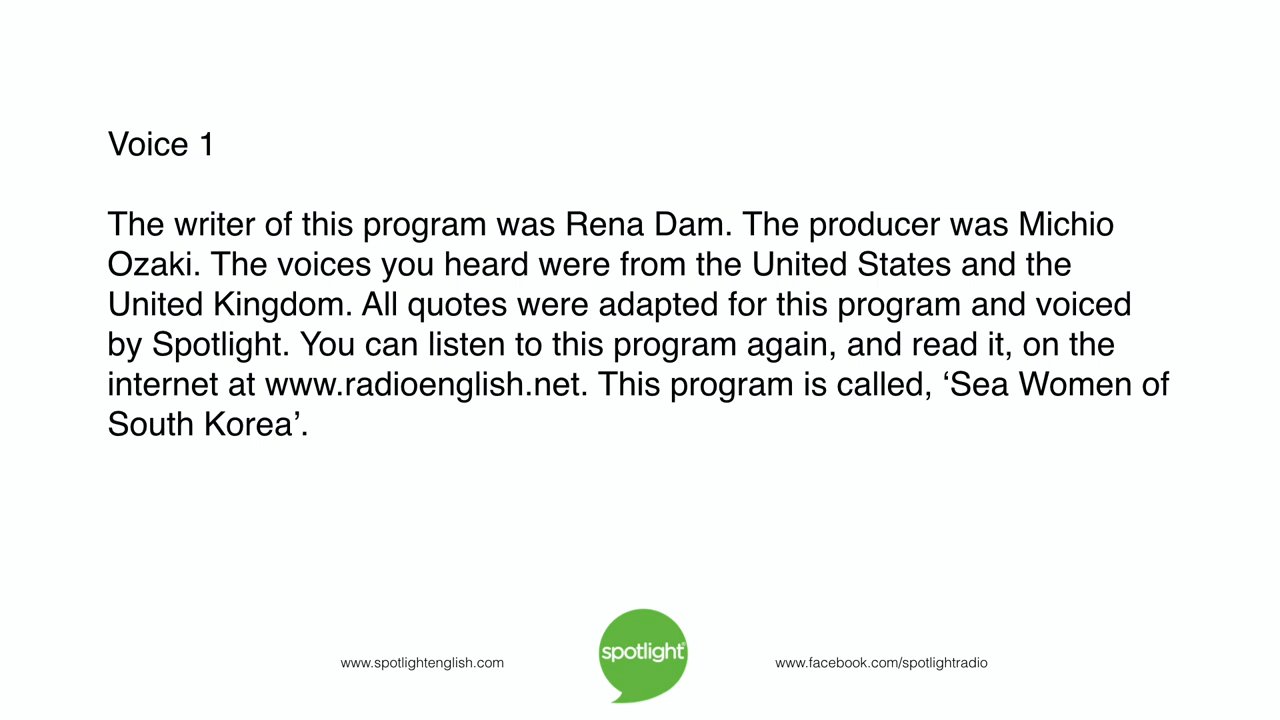 Voice 1
The writer of this program was Rena Dam. The producer was Michio
Ozaki. The voices you heard were from the United States and the
United Kingdom. All quotes were adapted for this program and voiced
by Spotlight. You can listen to this program again, and read it, on the
internet at www.radioenglish.net. This program is called, ‘Sea Women of
South Korea’.
www.spotlightenglish.com
spotlight®
www.facebook.com/spotlightradio